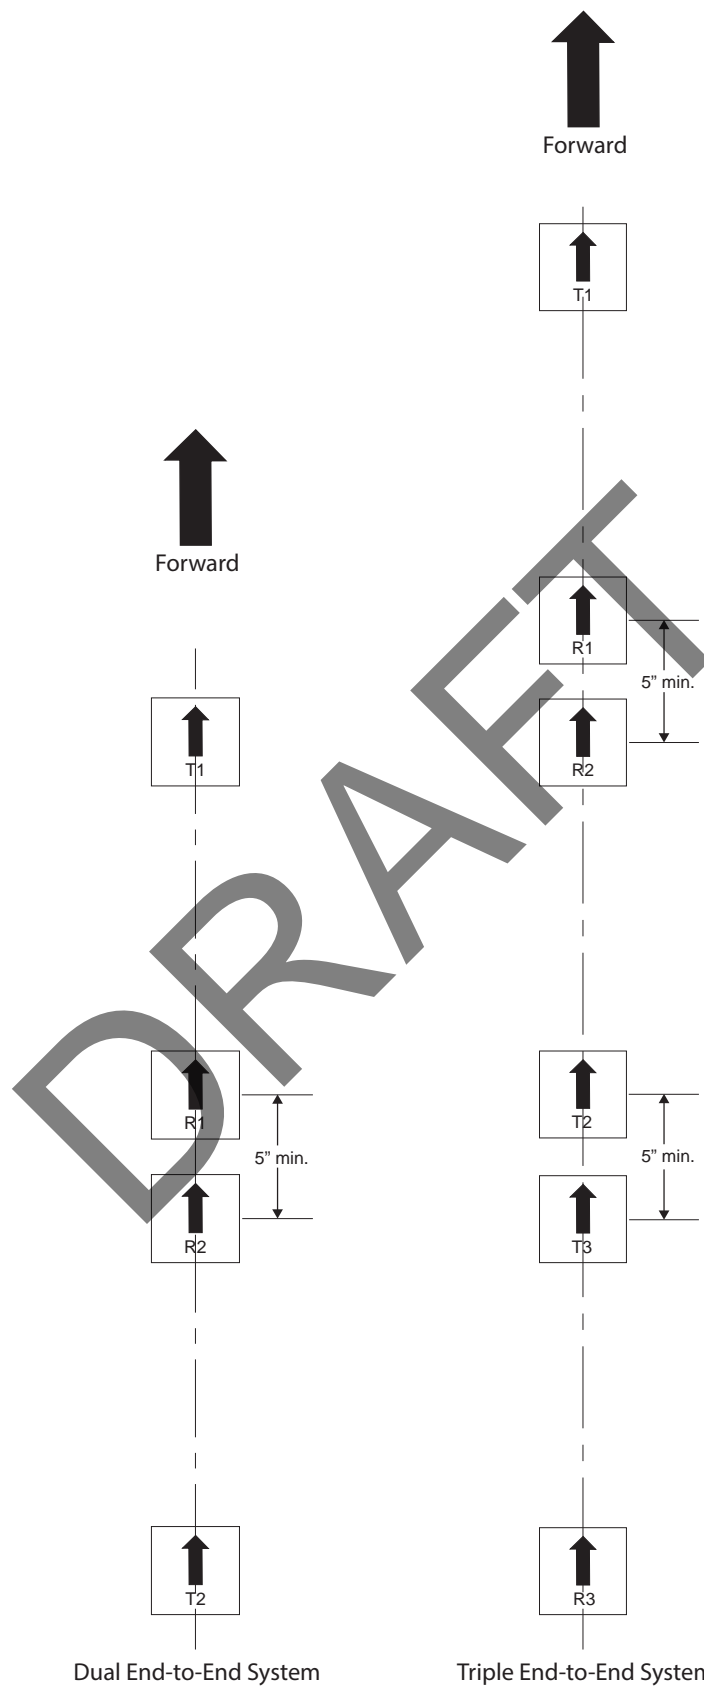 Forward
T1
Forward
R1
5” min.
R2
T1
DRAFT
R1
5” min.
R2
T2
5” min.
T3
T2
R3
Dual End-to-End System
Triple End-to-End System